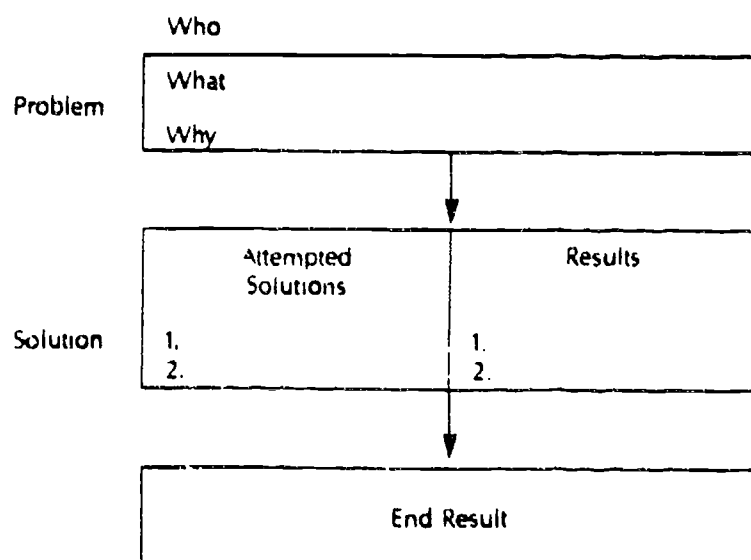 Who
What
Problem
Why
Attempted Solutions
Results
Solution
1.
2.
1.
2.
End Result